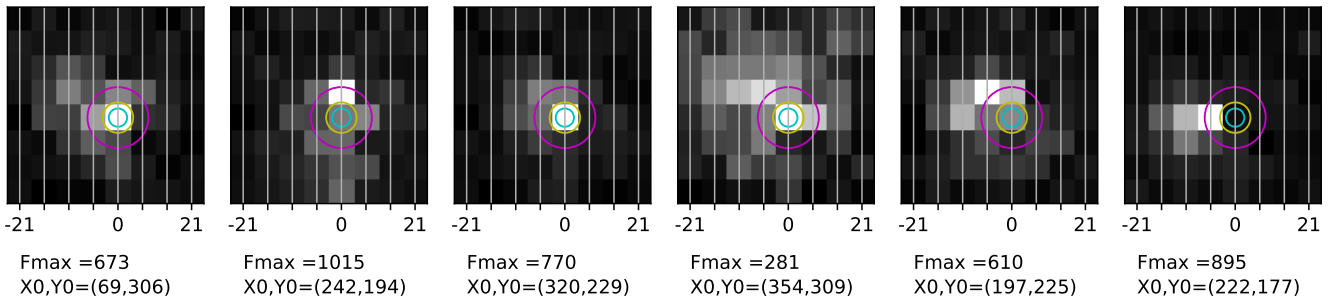 -21 0 21 -21 0 21 -21 0 21 -21 0 21 -21 0 21 -21 0 21
Fmax =673 Fmax =1015 Fmax =770 Fmax =281 Fmax =610 Fmax =895
X0,Y0=(69,306) X0,Y0=(242,194) X0,Y0=(320,229) X0,Y0=(354,309) X0,Y0=(197,225) X0,Y0=(222,177)